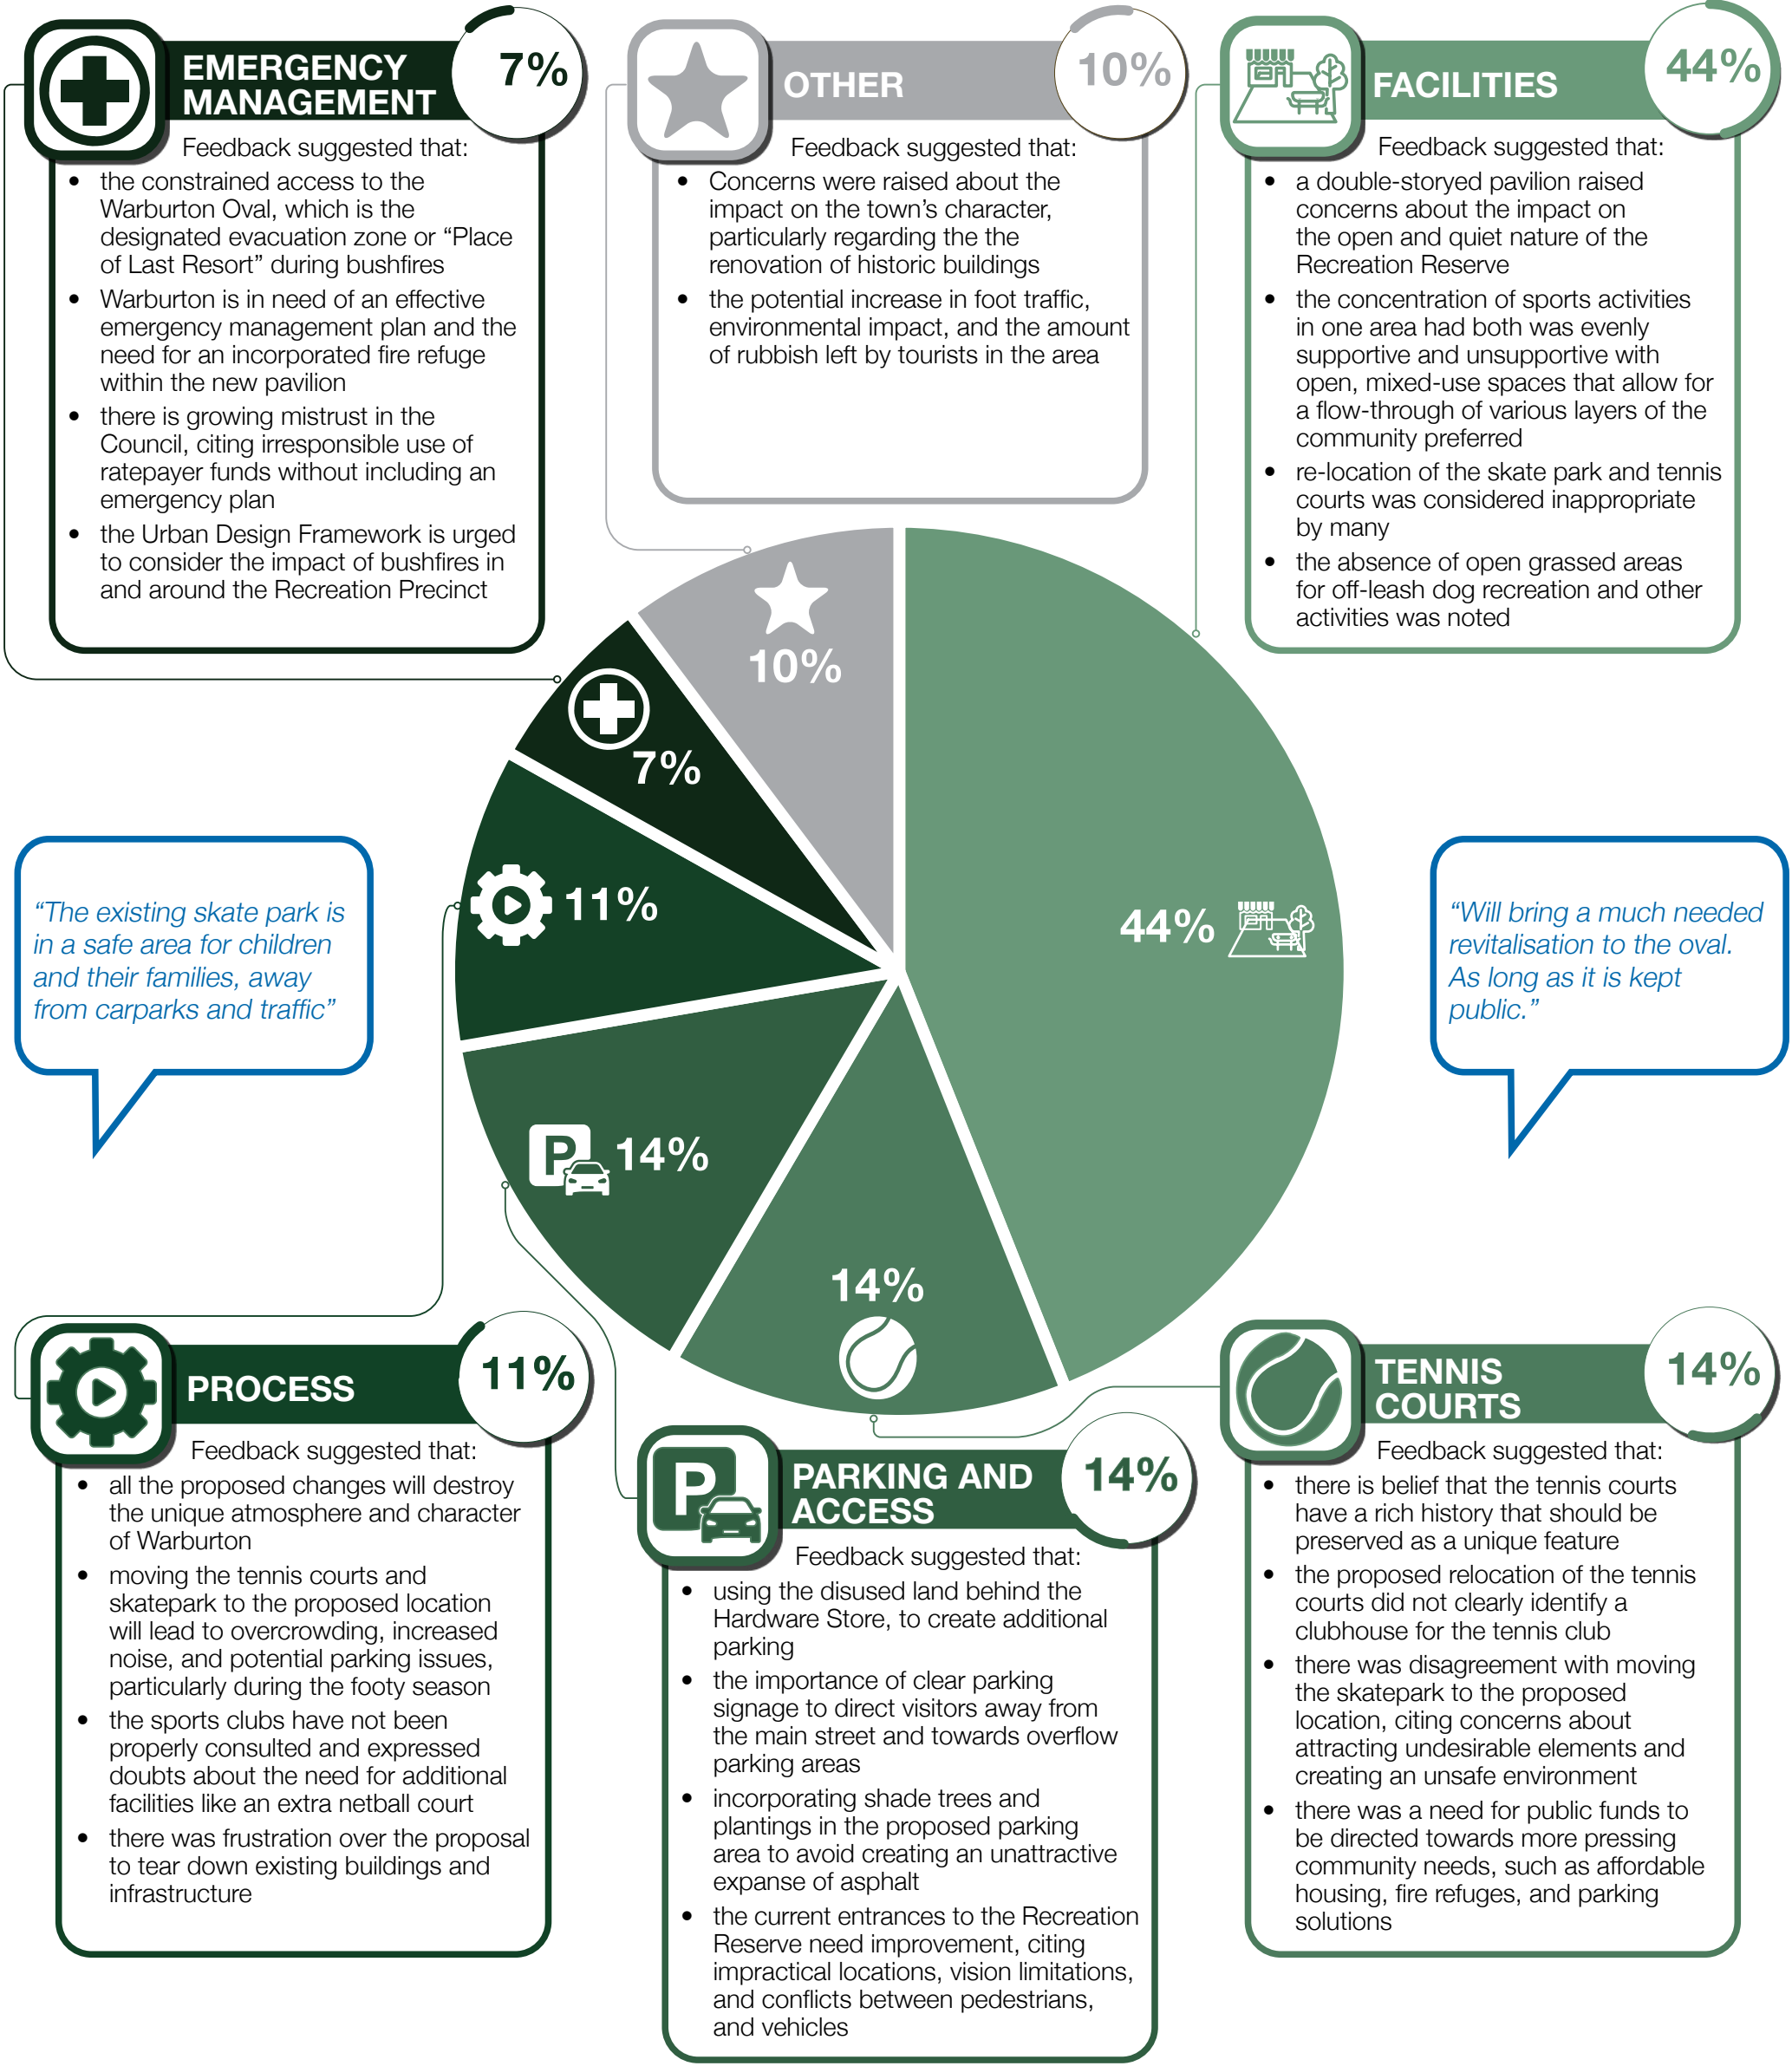 EMERGENCY
MANAGEMENT
7%
Feedback suggested that:
• the constrained access to the
Warburton Oval, which is the
designated evacuation zone or “Place
of Last Resort” during bushfires
• Warburton is in need of an effective
emergency management plan and the
need for an incorporated fire refuge
within the new pavilion
• there is growing mistrust in the
Council, citing irresponsible use of
ratepayer funds without including an
emergency plan
• the Urban Design Framework is urged
to consider the impact of bushfires in
and around the Recreation Precinct
OTHER
10%
Feedback suggested that:
• Concerns were raised about the
impact on the town’s character,
particularly regarding the the
renovation of historic buildings
• the potential increase in foot traffic,
environmental impact, and the amount
of rubbish left by tourists in the area
FACILITIES
44%
Feedback suggested that:
• a double-storyed pavilion raised
concerns about the impact on
the open and quiet nature of the
Recreation Reserve
• the concentration of sports activities
in one area had both was evenly
supportive and unsupportive with
open, mixed-use spaces that allow for
a flow-through of various layers of the
community preferred
• re-location of the skate park and tennis
courts was considered inappropriate
by many
• the absence of open grassed areas
for off-leash dog recreation and other
activities was noted
10%
7%
11%
44%
P 14%
14%
“The existing skate park is
in a safe area for children
and their families, away
from carparks and traffic”
“Will bring a much needed
revitalisation to the oval.
As long as it is kept
public.”
PROCESS
11%
Feedback suggested that:
• all the proposed changes will destroy
the unique atmosphere and character
of Warburton
• moving the tennis courts and
skatepark to the proposed location
will lead to overcrowding, increased
noise, and potential parking issues,
particularly during the footy season
• the sports clubs have not been
properly consulted and expressed
doubts about the need for additional
facilities like an extra netball court
• there was frustration over the proposal
to tear down existing buildings and
infrastructure
P
PARKING AND
ACCESS
14%
Feedback suggested that:
• using the disused land behind the
Hardware Store, to create additional
parking
• the importance of clear parking
signage to direct visitors away from
the main street and towards overflow
parking areas
• incorporating shade trees and
plantings in the proposed parking
area to avoid creating an unattractive
expanse of asphalt
• the current entrances to the Recreation
Reserve need improvement, citing
impractical locations, vision limitations,
and conflicts between pedestrians,
and vehicles
TENNIS
COURTS
14%
Feedback suggested that:
• there is belief that the tennis courts
have a rich history that should be
preserved as a unique feature
• the proposed relocation of the tennis
courts did not clearly identify a
clubhouse for the tennis club
• there was disagreement with moving
the skatepark to the proposed
location, citing concerns about
attracting undesirable elements and
creating an unsafe environment
• there was a need for public funds to
be directed towards more pressing
community needs, such as affordable
housing, fire refuges, and parking
solutions